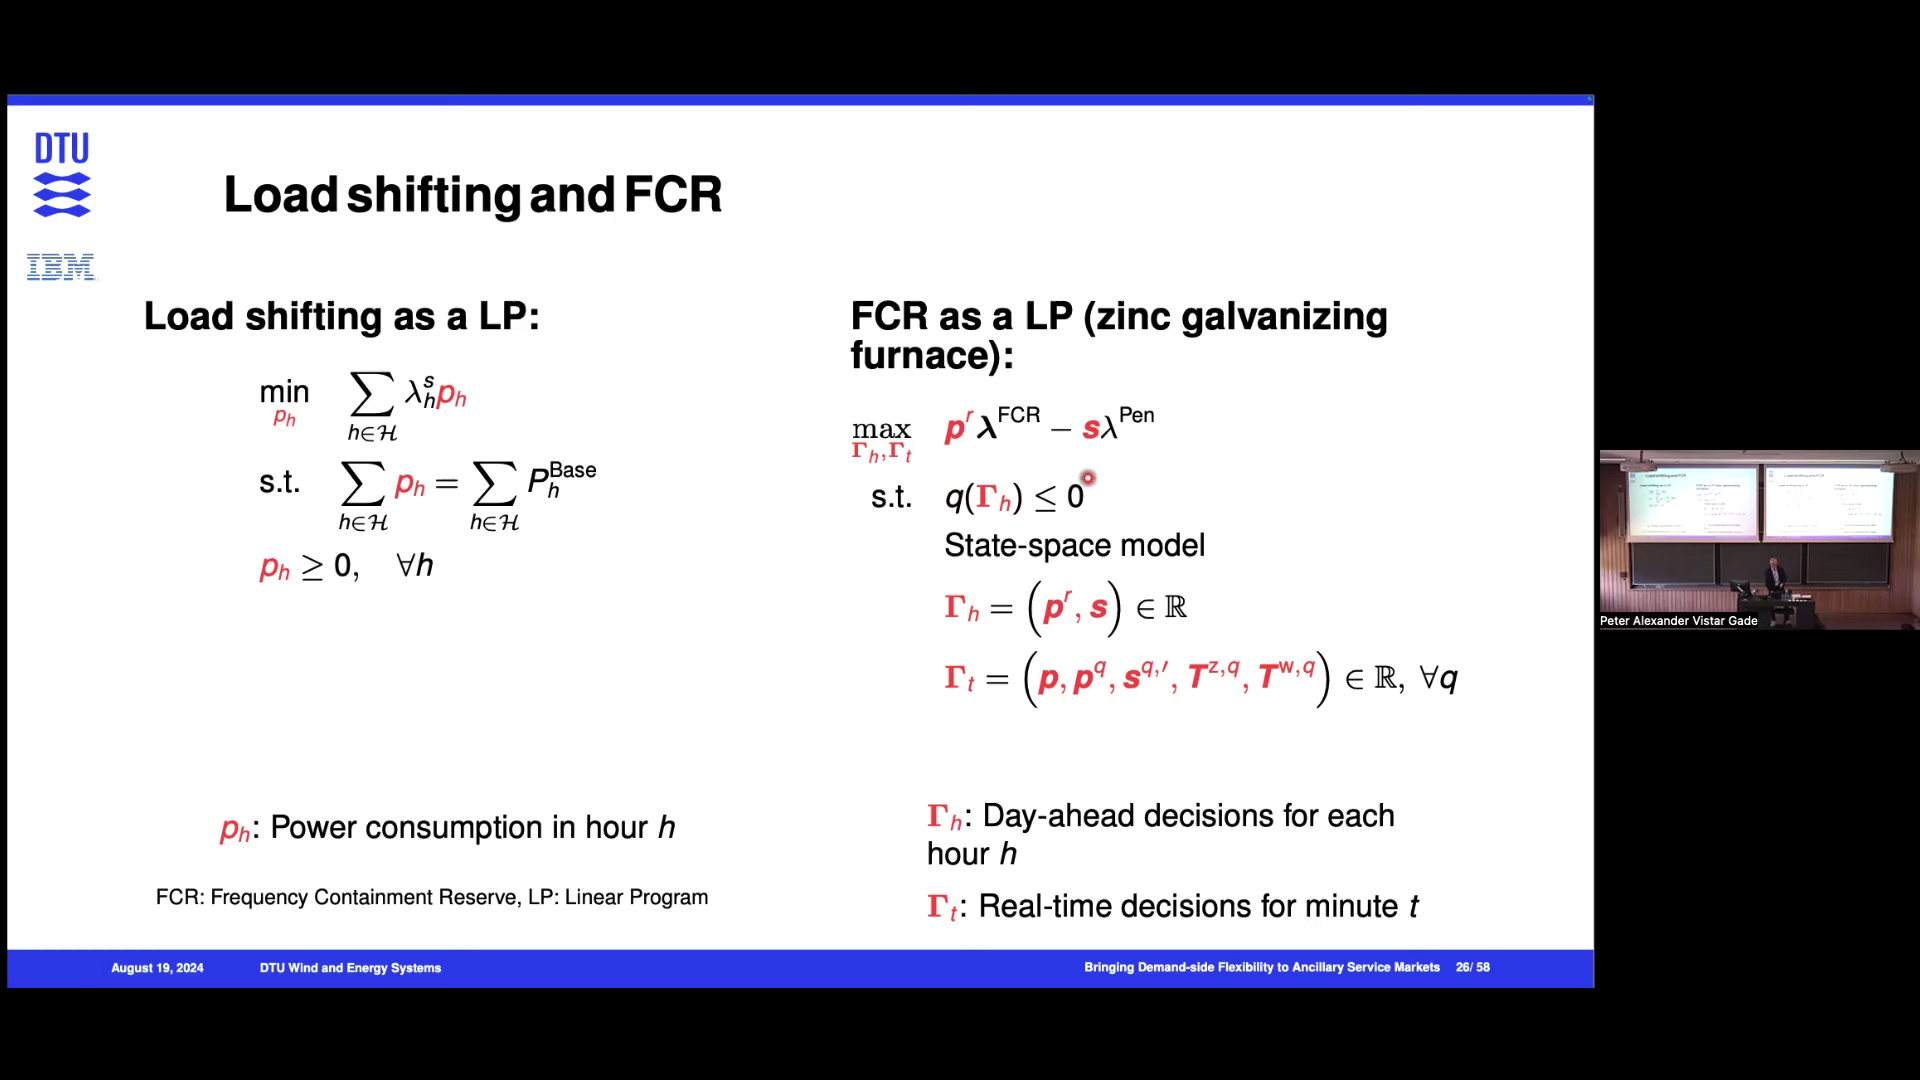 DTU
IBM
Load shifting and FCR
Load shifting as a LP:
min p_h ∑ h∈ℋ λ_h^s p_h
s.t. ∑ h∈ℋ p_h = ∑ h∈ℋ P_h^Base
p_h ≥ 0, ∀h
p_h: Power consumption in hour h
FCR: Frequency Containment Reserve, LP: Linear Program
FCR as a LP (zinc galvanizing
furnace):
max Γ_h,Γ_t p^r λ^FCR − sλ^Pen
s.t. q(Γ_h) ≤ 0
State-space model
Γ_h = (p^r, s) ∈ ℝ
Γ_t = (p, p^q, s^q,′, T^z,q, T^w,q) ∈ ℝ, ∀q
Γ_h: Day-ahead decisions for each
hour h
Γ_t: Real-time decisions for minute t
August 19, 2024 DTU Wind and Energy Systems Bringing Demand-side Flexibility to Ancillary Service Markets 26/ 58
Peter Alexander Vistar Gade